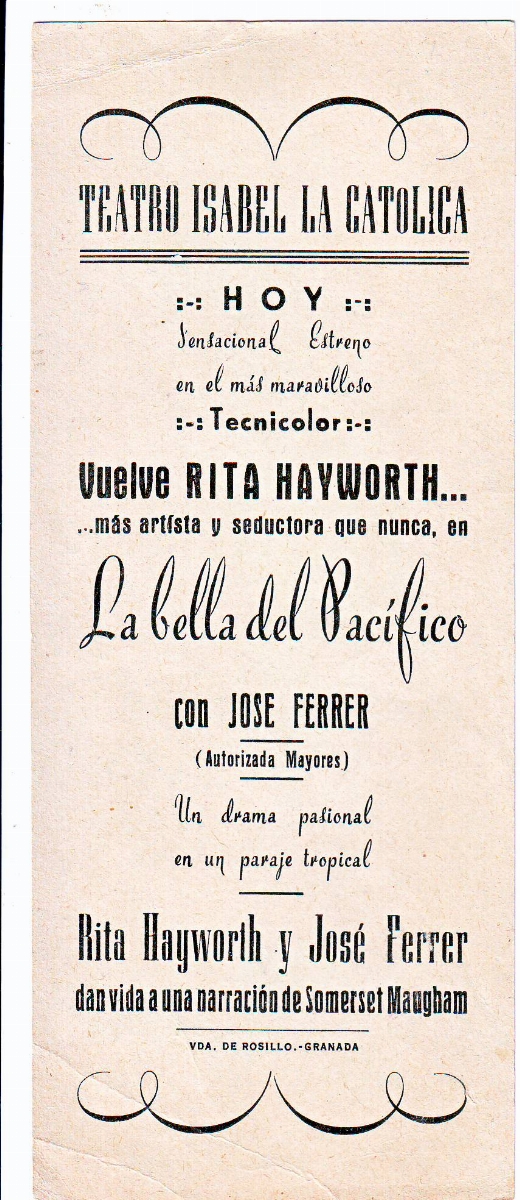 TEATRO ISABEL LA CATOLICA
:-: HOY :-:
Sensacional Estreno
en el más maravilloso
:-: Tecnicolor :-:
Vuelve RITA HAYWORTH...
...más artísta y seductora que nunca, en
La bella del Pacífico
con JOSE FERRER
(Autorizada Mayores)
Un drama pasional
en un paraje tropical
Rita Hayworth y José Ferrer
dan vida a una narración de Somerset Maugham
VDA. DE ROSILLO.-GRANADA